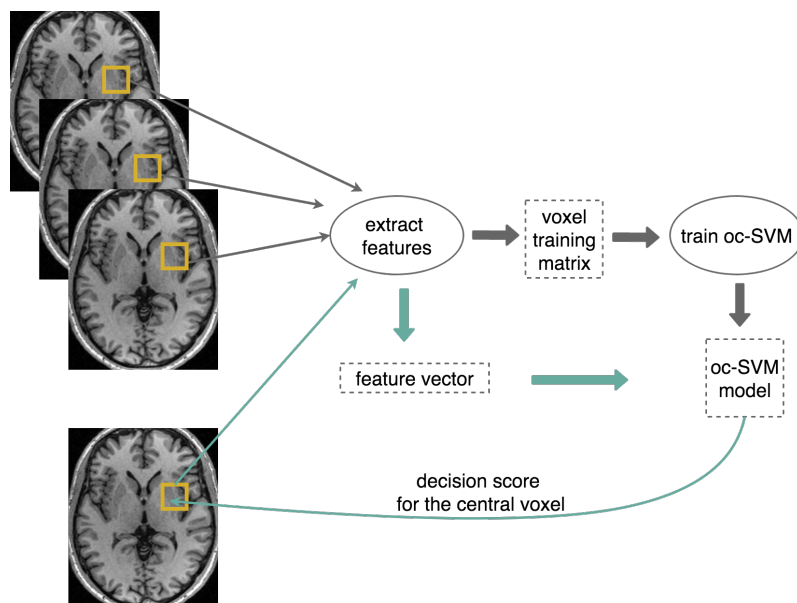 extract
features
voxel
training
matrix
train oc-SVM
feature vector
oc-SVM
model
decision score
for the central voxel